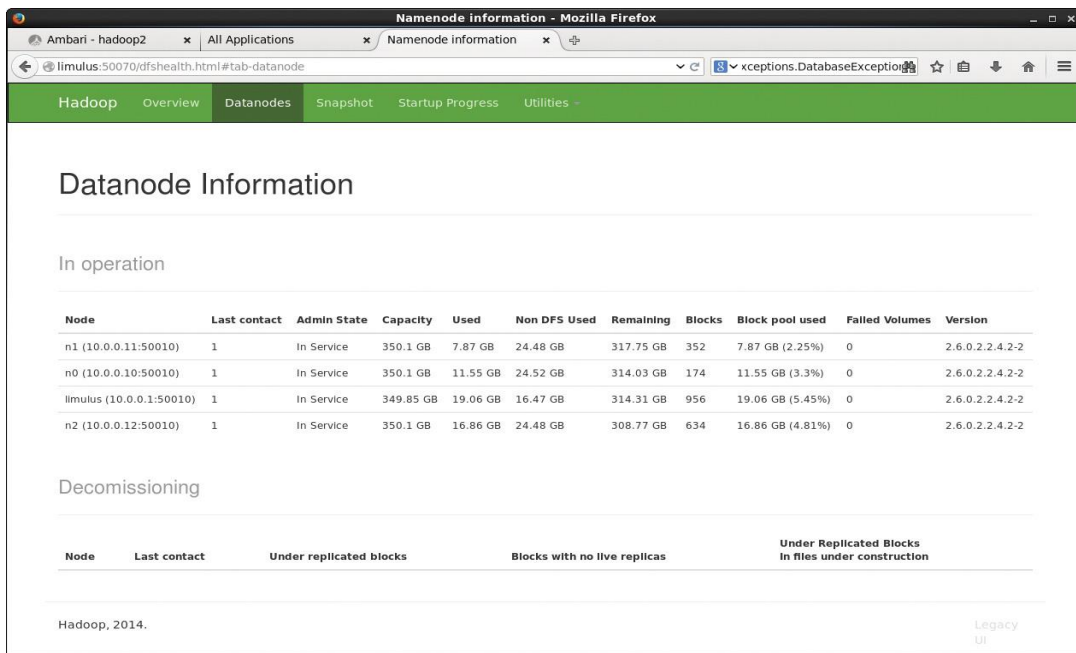 Namenode information - Mozilla Firefox
Ambari - hadoop2
All Applications
Namenode information
limulus:50070/dfshealth.html#tab-datanode
xceptions.DatabaseException
Hadoop Overview Datanodes Snapshot Startup Progress Utilities
Datanode Information
In operation
Node Last contact Admin State Capacity Used Non DFS Used Remaining Blocks Block pool used Failed Volumes Version
n1 (10.0.0.11:50010) 1 In Service 350.1 GB 7.87 GB 24.48 GB 317.75 GB 352 7.87 GB (2.25%) 0 2.6.0.2.2.4.2-2
n0 (10.0.0.10:50010) 1 In Service 350.1 GB 11.55 GB 24.52 GB 314.03 GB 174 11.55 GB (3.3%) 0 2.6.0.2.2.4.2-2
limulus (10.0.0.1:50010) 1 In Service 349.85 GB 19.06 GB 16.47 GB 314.31 GB 956 19.06 GB (5.45%) 0 2.6.0.2.2.4.2-2
n2 (10.0.0.12:50010) 1 In Service 350.1 GB 16.86 GB 24.48 GB 308.77 GB 634 16.86 GB (4.81%) 0 2.6.0.2.2.4.2-2
Decomissioning
Node Last contact Under replicated blocks Blocks with no live replicas Under Replicated Blocks
In files under construction
Hadoop, 2014.
Legacy
UI